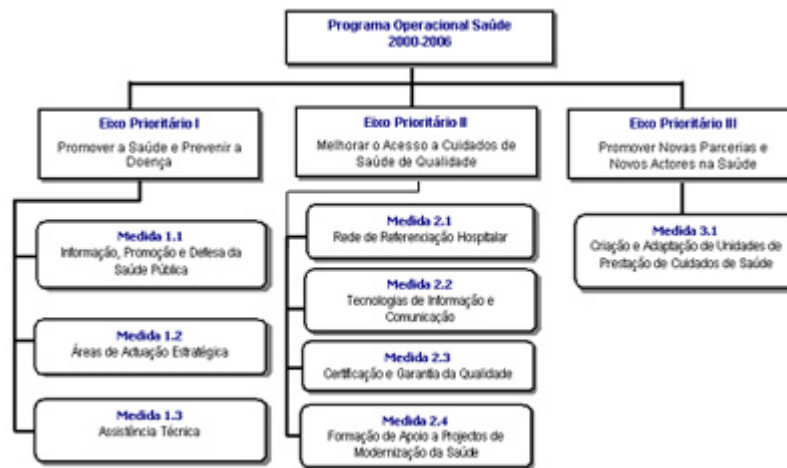 Programa Operacional Saúde
2000-2006
Eixo Prioritário I
Promover a Saúde e Prevenir a
Doença
Medida 1.1
Informação, Promoção e Defesa da
Saúde Pública
Medida 1.2
Áreas de Actuação Estratégica
Medida 1.3
Assistência Técnica
Eixo Prioritário II
Melhorar o Acesso a Cuidados de
Saúde de Qualidade
Medida 2.1
Rede de Referenciação Hospitalar
Medida 2.2
Tecnologias de Informação e
Comunicação
Medida 2.3
Certificação e Garantia da Qualidade
Medida 2.4
Formação de Apoio a Projectos de
Modernização da Saúde
Eixo Prioritário III
Promover Novas Parcerias e
Novos Actores na Saúde
Medida 3.1
Criação e Adaptação de Unidades de
Prestação de Cuidados de Saúde